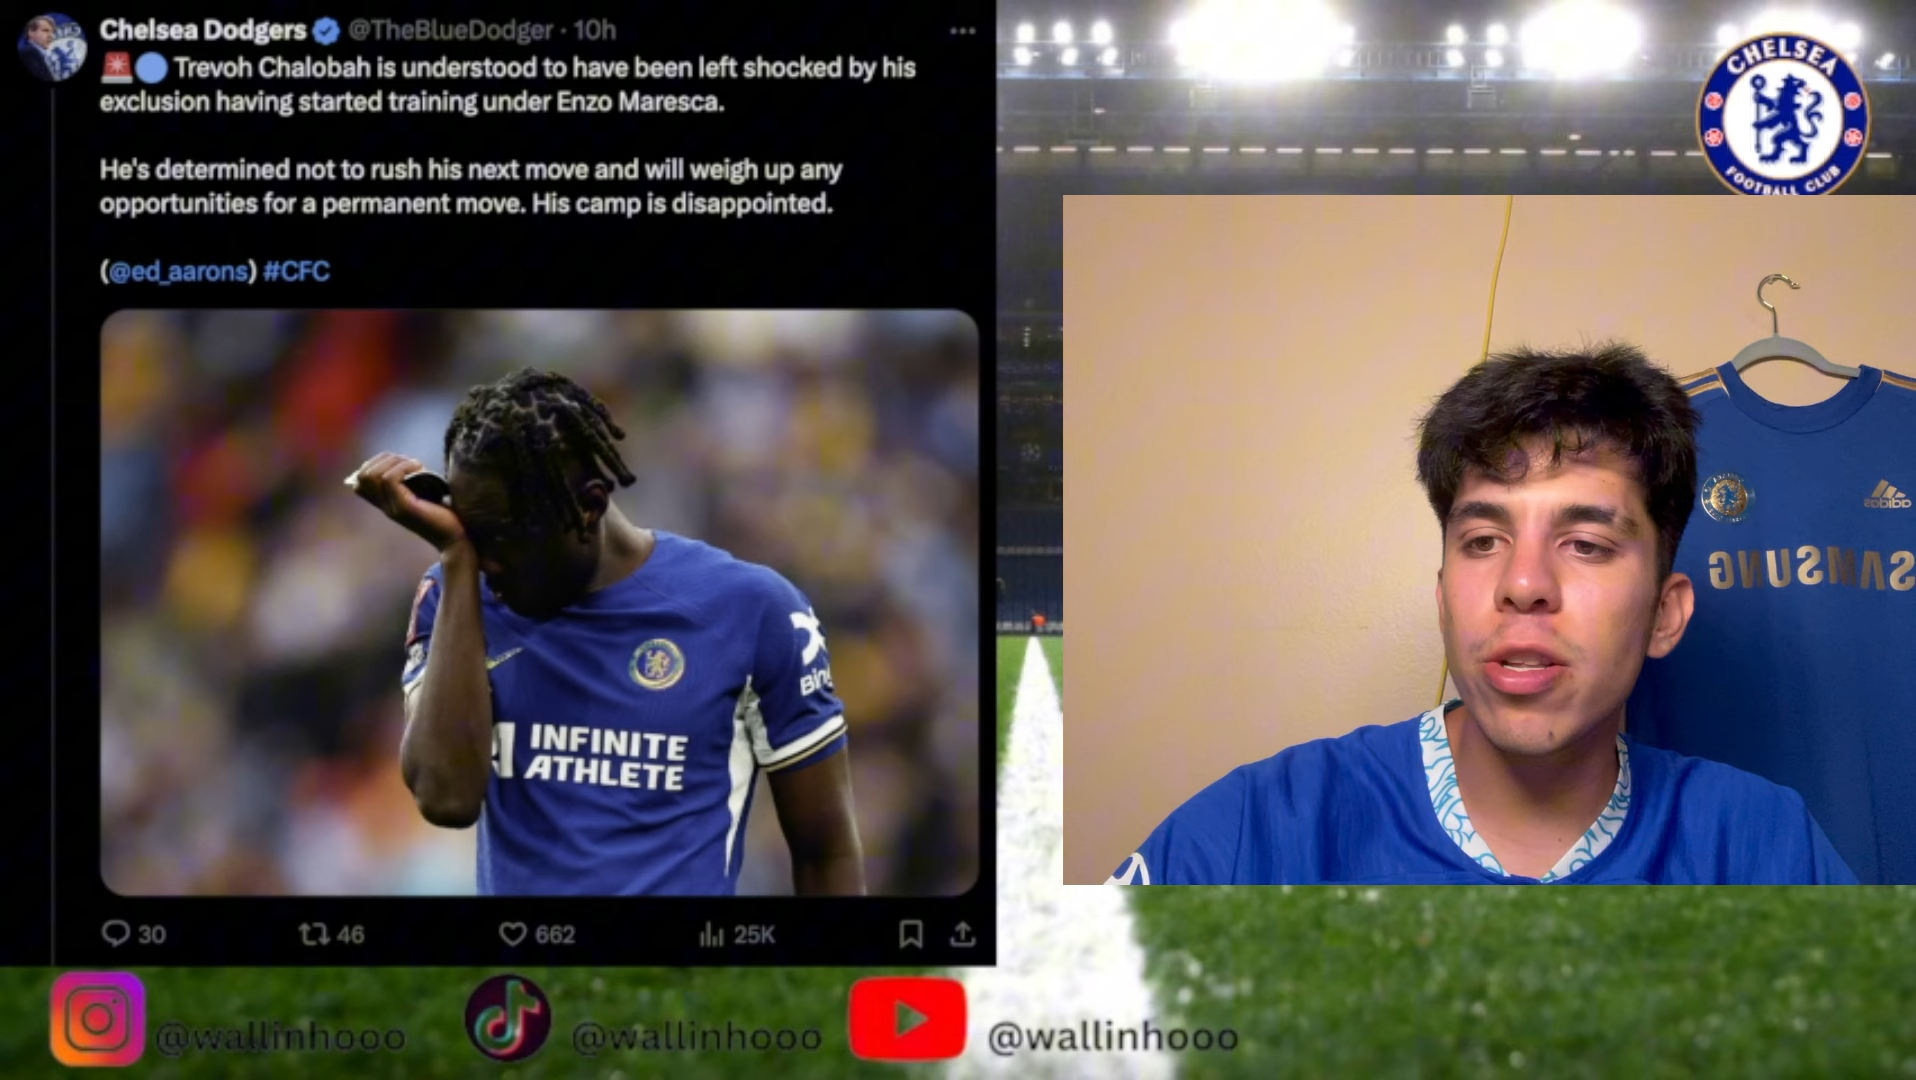 Chelsea Dodgers @TheBlueDodger · 10h
Trevoh Chalobah is understood to have been left shocked by his
exclusion having started training under Enzo Maresca.
He's determined not to rush his next move and will weigh up any
opportunities for a permanent move. His camp is disappointed.
(@ed_aarons) #CFC
INFINITE
ATHLETE
Bing
30 46 662 25K
CHELSEA
FOOTBALL CLUB
adidas
SAMSUNG
@wallinhooo @wallinhooo @wallinhooo